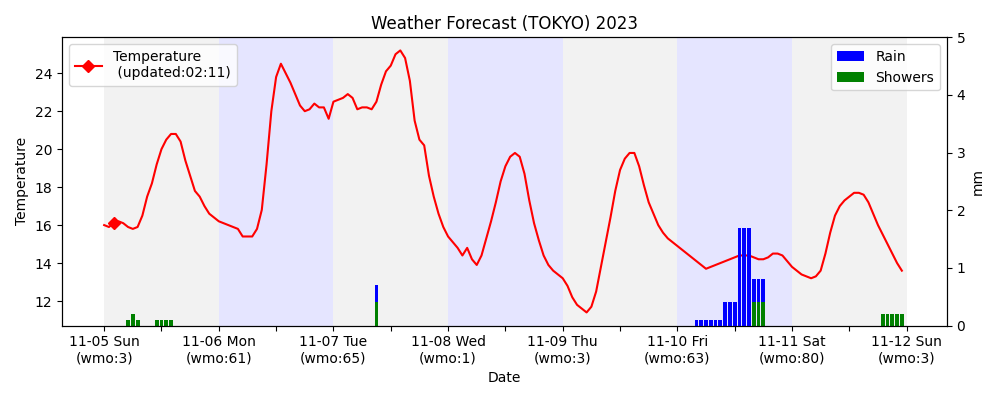 Weather Forecast (TOKYO) 2023
Temperature
(updated:02:11)
Rain
Showers
24
22
20
18
16
14
12
Temperature
5
4
3
2
1
0
mm
11-05 Sun
(wmo:3)
11-06 Mon
(wmo:61)
11-07 Tue
(wmo:65)
11-08 Wed
(wmo:1)
11-09 Thu
(wmo:3)
11-10 Fri
(wmo:63)
11-11 Sat
(wmo:80)
11-12 Sun
(wmo:3)
Date